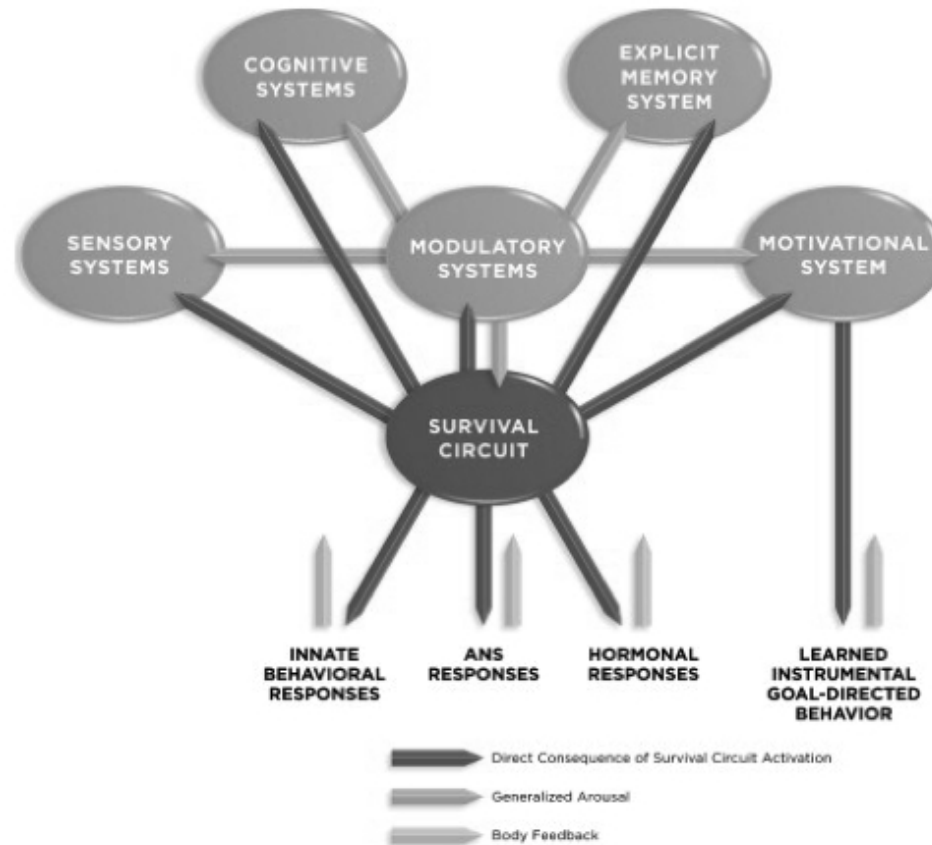 COGNITIVE
SYSTEMS
EXPLICIT
MEMORY
SYSTEM
SENSORY
SYSTEMS
MODULATORY
SYSTEMS
MOTIVATIONAL
SYSTEM
SURVIVAL
CIRCUIT
INNATE
BEHAVIORAL
RESPONSES
ANS
RESPONSES
HORMONAL
RESPONSES
LEARNED
INSTRUMENTAL
GOAL-DIRECTED
BEHAVIOR
Direct Consequence of Survival Circuit Activation
Generalized Arousal
Body Feedback